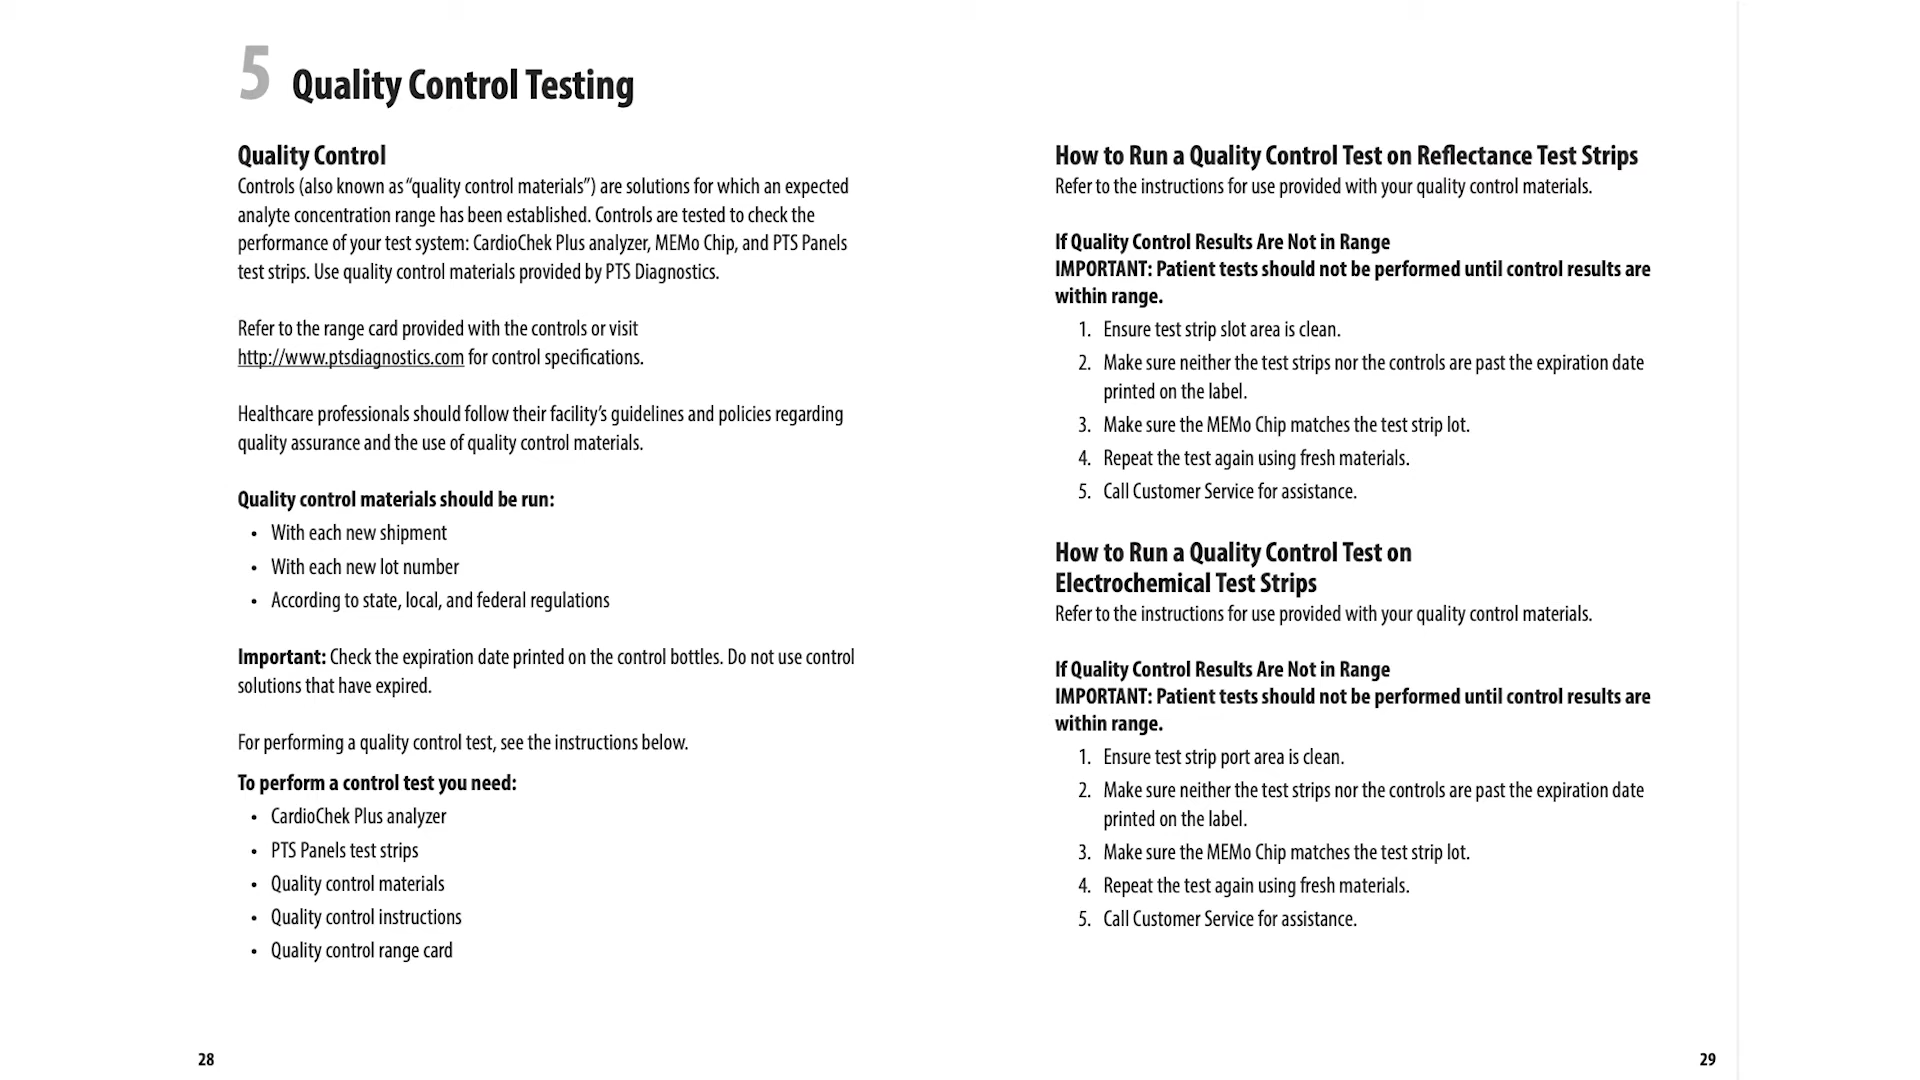 5 Quality Control Testing
Quality Control
Controls (also known as “quality control materials”) are solutions for which an expected
analyte concentration range has been established. Controls are tested to check the
performance of your test system: CardioChek Plus analyzer, MEMo Chip, and PTS Panels
test strips. Use quality control materials provided by PTS Diagnostics.
Refer to the range card provided with the controls or visit
http://www.ptsdiagnostics.com for control specifications.
Healthcare professionals should follow their facility’s guidelines and policies regarding
quality assurance and the use of quality control materials.
Quality control materials should be run:
• With each new shipment
• With each new lot number
• According to state, local, and federal regulations
Important: Check the expiration date printed on the control bottles. Do not use control
solutions that have expired.
For performing a quality control test, see the instructions below.
To perform a control test you need:
• CardioChek Plus analyzer
• PTS Panels test strips
• Quality control materials
• Quality control instructions
• Quality control range card
28
How to Run a Quality Control Test on Reflectance Test Strips
Refer to the instructions for use provided with your quality control materials.
If Quality Control Results Are Not in Range
IMPORTANT: Patient tests should not be performed until control results are
within range.
1. Ensure test strip slot area is clean.
2. Make sure neither the test strips nor the controls are past the expiration date
printed on the label.
3. Make sure the MEMo Chip matches the test strip lot.
4. Repeat the test again using fresh materials.
5. Call Customer Service for assistance.
How to Run a Quality Control Test on
Electrochemical Test Strips
Refer to the instructions for use provided with your quality control materials.
If Quality Control Results Are Not in Range
IMPORTANT: Patient tests should not be performed until control results are
within range.
1. Ensure test strip port area is clean.
2. Make sure neither the test strips nor the controls are past the expiration date
printed on the label.
3. Make sure the MEMo Chip matches the test strip lot.
4. Repeat the test again using fresh materials.
5. Call Customer Service for assistance.
29